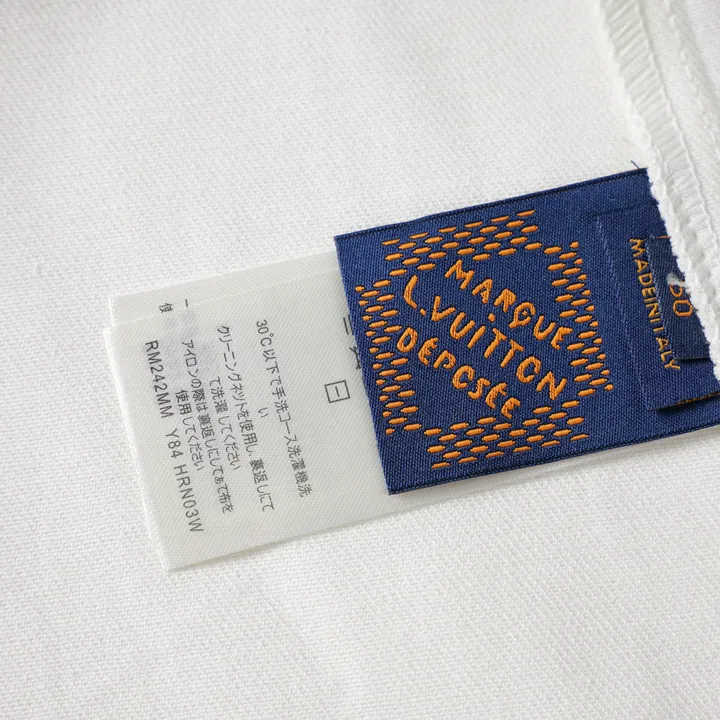 MARQUE
L.VUITTON
DÉPOSÉE
MADE IN ITALY
30℃以下で手洗コース洗濯機洗
い
クリーニングネットを使用し、裏返しにて
て洗濯してください
アイロンの際は裏返しにしてあて布を
使用してください
RM242MM Y84 HRN03W